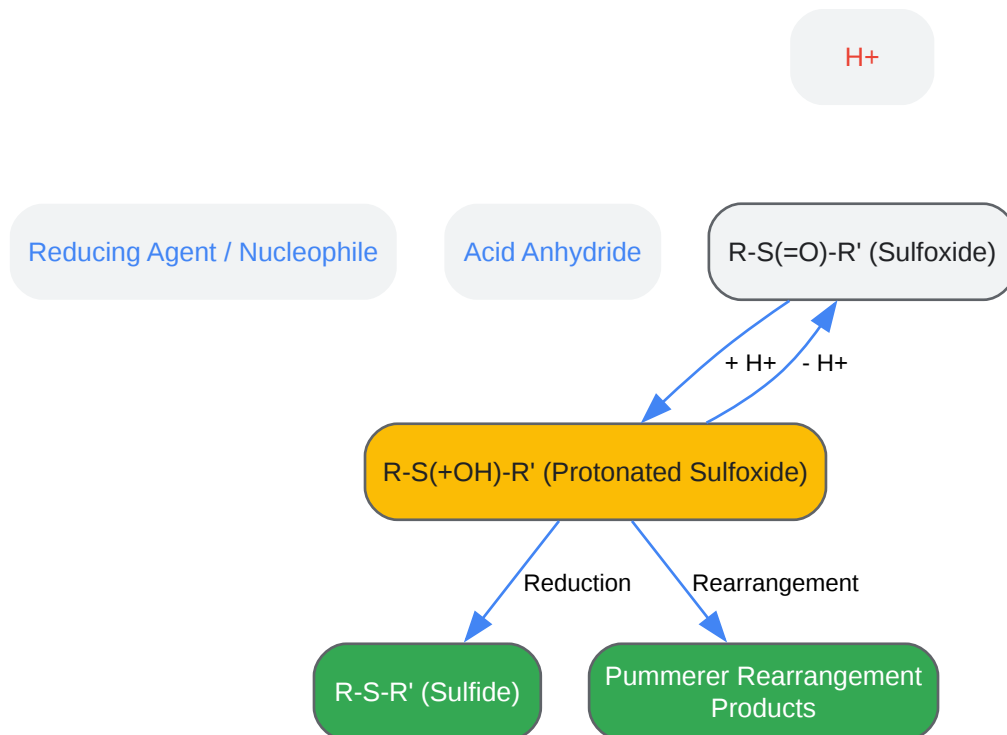 H+
Reducing Agent / Nucleophile
Acid Anhydride
R-S(=O)-R' (Sulfoxide)
+ H+
- H+
R-S(+OH)-R' (Protonated Sulfoxide)
Reduction
Rearrangement
R-S-R' (Sulfide)
Pummerer Rearrangement
Products